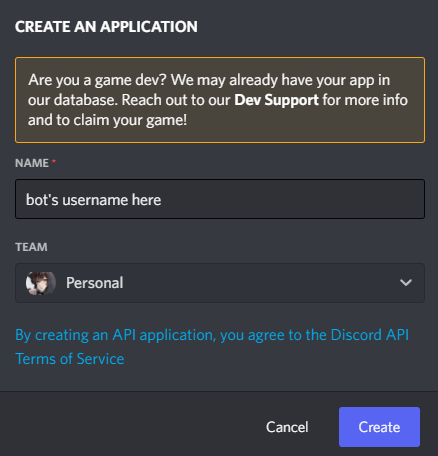 CREATE AN APPLICATION
Are you a game dev? We may already have your app in
our database. Reach out to our Dev Support for more info
and to claim your game!
NAME *
bot's username here
TEAM
Personal
By creating an API application, you agree to the Discord API
Terms of Service
Cancel
Create